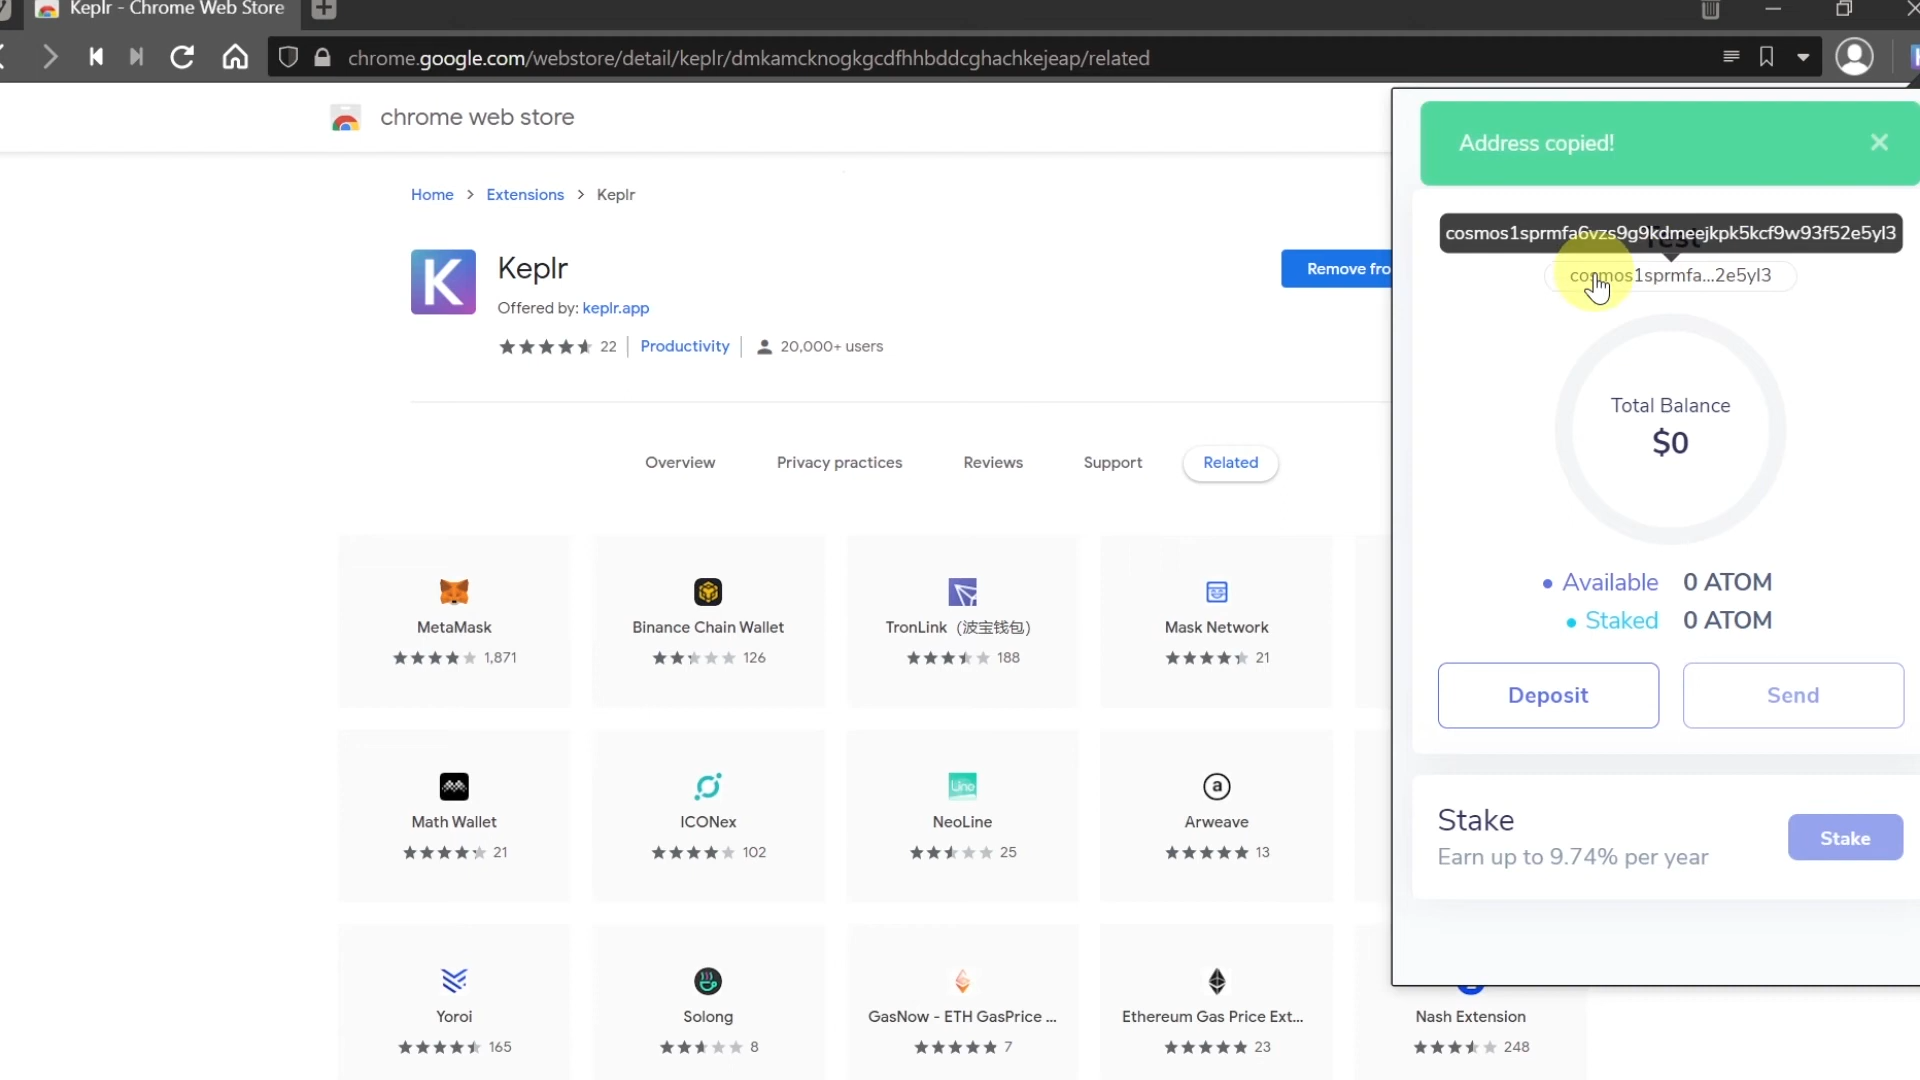 Keplr - Chrome Web Store
chrome.google.com/webstore/detail/keplr/dmkamcknogkgcdfhhbddcghachkejeap/related
chrome web store
Home > Extensions > Keplr
K
Keplr
Offered by: keplr.app
22 Productivity 20,000+ users
Remove fro
Overview Privacy practices Reviews Support Related
MetaMask
1,871
Binance Chain Wallet
126
TronLink（波宝钱包）
188
Mask Network
21
Math Wallet
21
ICONex
102
Lino
NeoLine
25
a
Arweave
13
Yoroi
165
Solong
8
GasNow - ETH GasPrice ...
7
Ethereum Gas Price Ext...
23
Nash Extension
248
Address copied!
Test
cosmos1sprmfa6vzs9g9kdmeejkpk5kcf9w93f52e5yl3
cosmos1sprmfa...2e5yl3
Total Balance
$0
Available 0 ATOM
Staked 0 ATOM
Deposit Send
Stake
Earn up to 9.74% per year
Stake